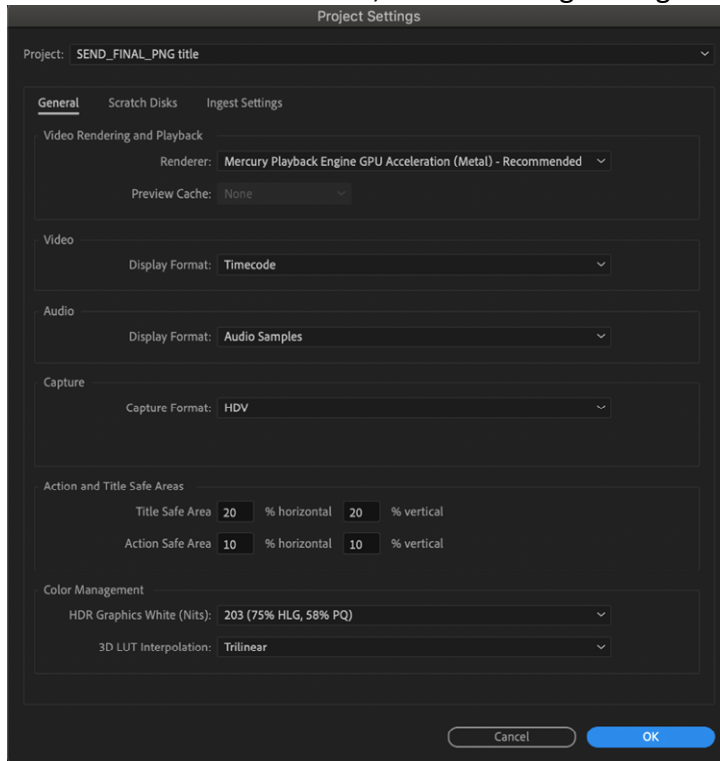 Project Settings
Project: SEND_FINAL_PNG title
General Scratch Disks Ingest Settings
Video Rendering and Playback
Renderer: Mercury Playback Engine GPU Acceleration (Metal) - Recommended
Preview Cache: None
Video
Display Format: Timecode
Audio
Display Format: Audio Samples
Capture
Capture Format: HDV
Action and Title Safe Areas
Title Safe Area 20 % horizontal 20 % vertical
Action Safe Area 10 % horizontal 10 % vertical
Color Management
HDR Graphics White (Nits): 203 (75% HLG, 58% PQ)
3D LUT Interpolation: Trilinear
Cancel OK